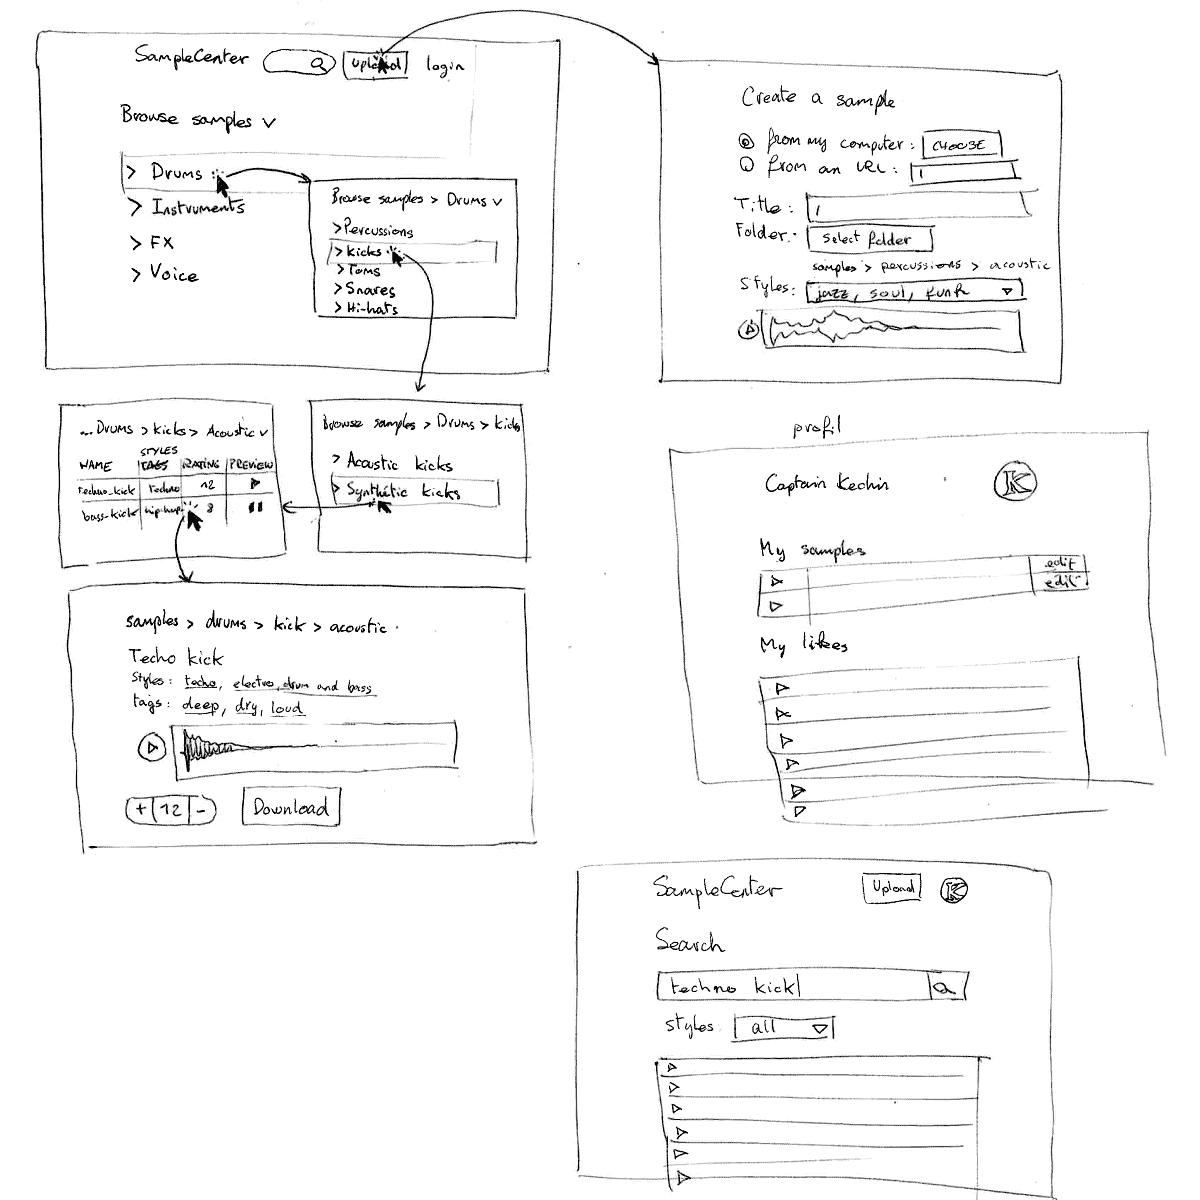 SampleCenter
upload
login
Browse samples
> Drums
> Instruments
> FX
> Voice
Browse samples > Drums
> Percussions
> kicks
> Toms
> Snares
> Hi-hats
Create a sample
from my computer : CHOOSE
from an URL :
Title :
Folder : Select folder
samples > percussions > acoustic
Styles : jazz, soul, funk
... Drums > kicks > Acoustic
STYLES
NAME TAGS RATING PREVIEW
techno_kick techno 12
bass-kick hip-hop 8
Browse samples > Drums > kicks
> Acoustic kicks
> Synthetic kicks
profil
Captain Kechin
K
My samples
edit
edit
My likes
samples > drums > kick > acoustic
Techo kick
Styles : techo, electro, drum and bass
tags : deep, dry, loud
+ 12 -
Download
SampleCenter
Upload
K
Search
techno kick
styles : all